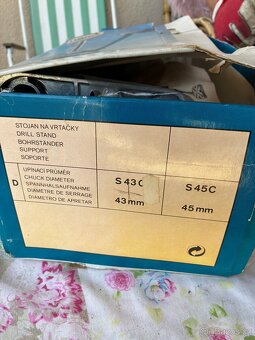 STOJAN NA VRTAČKY
DRILL STAND
BOHRSTÄNDER
SUPPORT
SOPORTE
D
UPÍNACÍ PRŮMĚR
CHUCK DIAMETER
SPANNHALSAUFNAHME
DIAMETRE DE SERRAGE
DIAMETRO DE APRETAR
S 43 C
43 mm
S 45C
45 mm